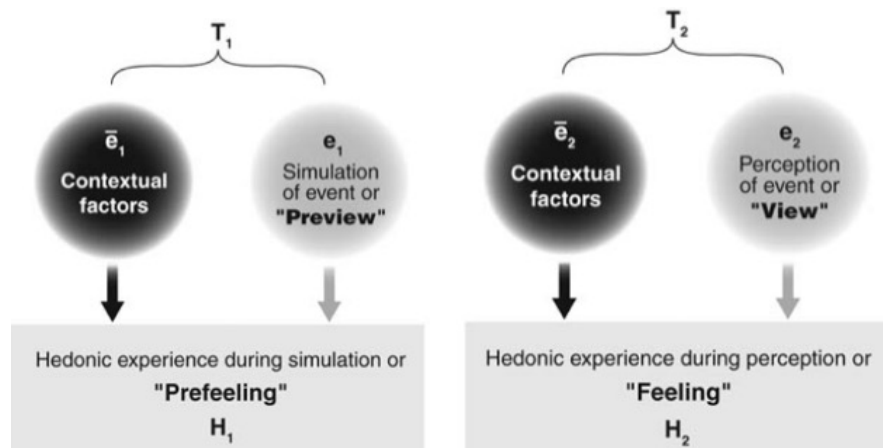 T₁
ē₁
Contextual
factors
e₁
Simulation
of event or
"Preview"
Hedonic experience during simulation or
"Prefeeling"
H₁
T₂
ē₂
Contextual
factors
e₂
Perception
of event or
"View"
Hedonic experience during perception or
"Feeling"
H₂